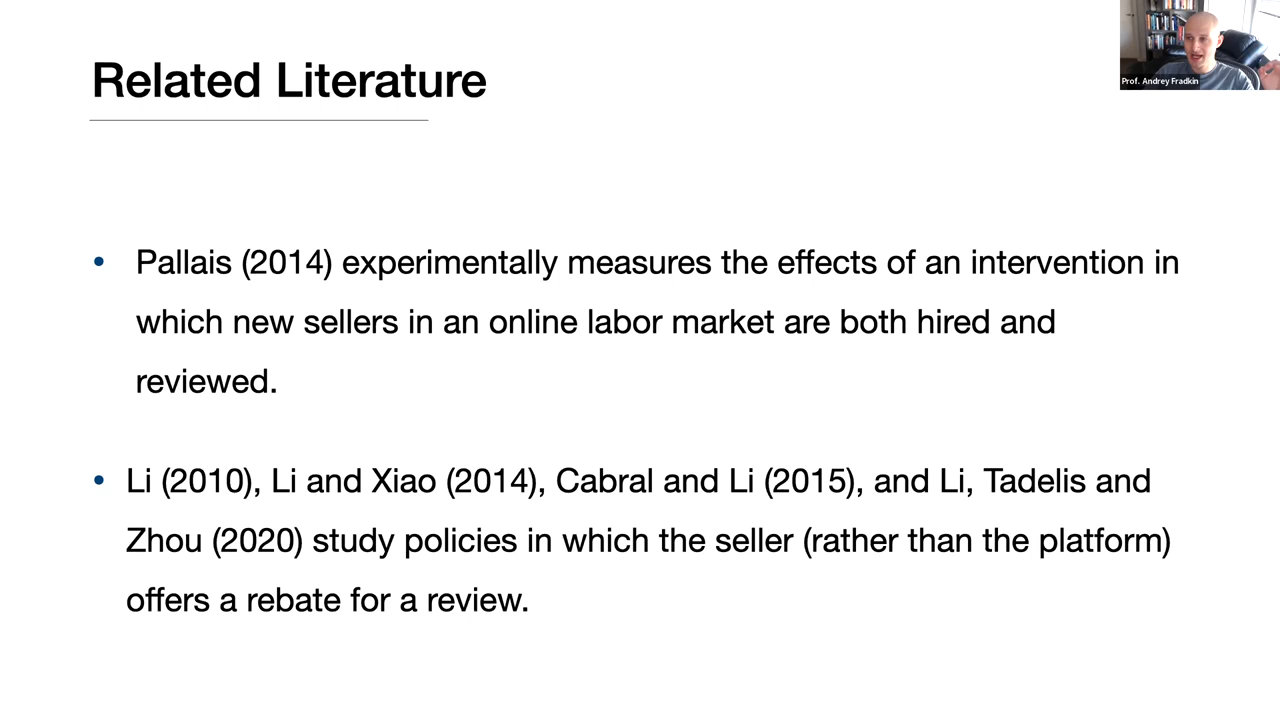 Related Literature
Prof. Andrey Fradkin
• Pallais (2014) experimentally measures the effects of an intervention in
which new sellers in an online labor market are both hired and
reviewed.
• Li (2010), Li and Xiao (2014), Cabral and Li (2015), and Li, Tadelis and
Zhou (2020) study policies in which the seller (rather than the platform)
offers a rebate for a review.